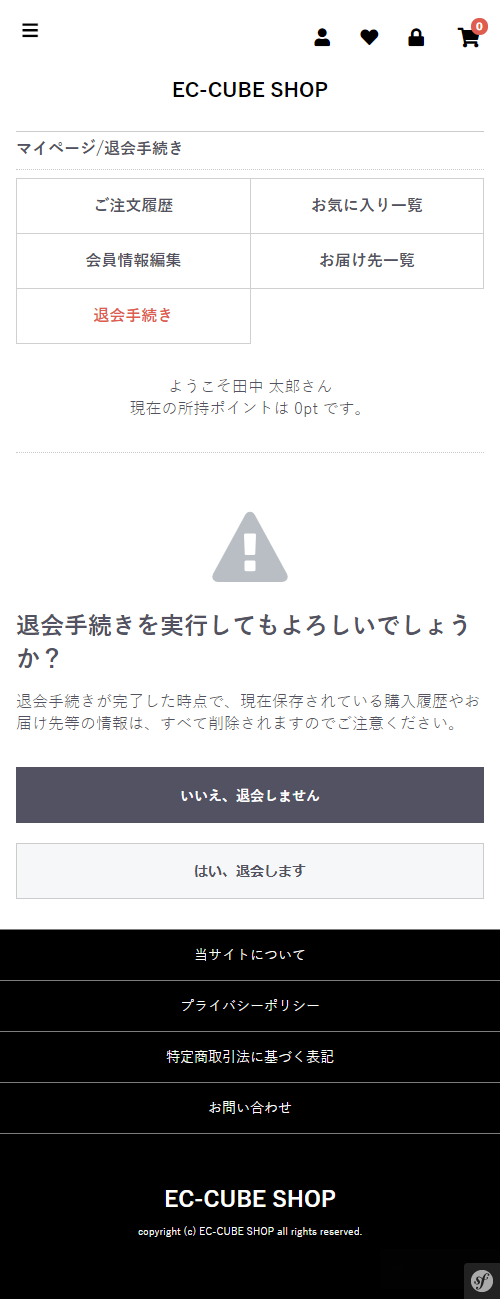 0
EC-CUBE SHOP
マイページ/退会手続き
ご注文履歴
お気に入り一覧
会員情報編集
お届け先一覧
退会手続き
ようこそ田中 太郎さん
現在の所持ポイントは 0pt です。
退会手続きを実行してもよろしいでしょう
か？
退会手続きが完了した時点で、現在保存されている購入履歴やお
届け先等の情報は、すべて削除されますのでご注意ください。
いいえ、退会しません
はい、退会します
当サイトについて
プライバシーポリシー
特定商取引法に基づく表記
お問い合わせ
EC-CUBE SHOP
copyright (c) EC-CUBE SHOP all rights reserved.
sf